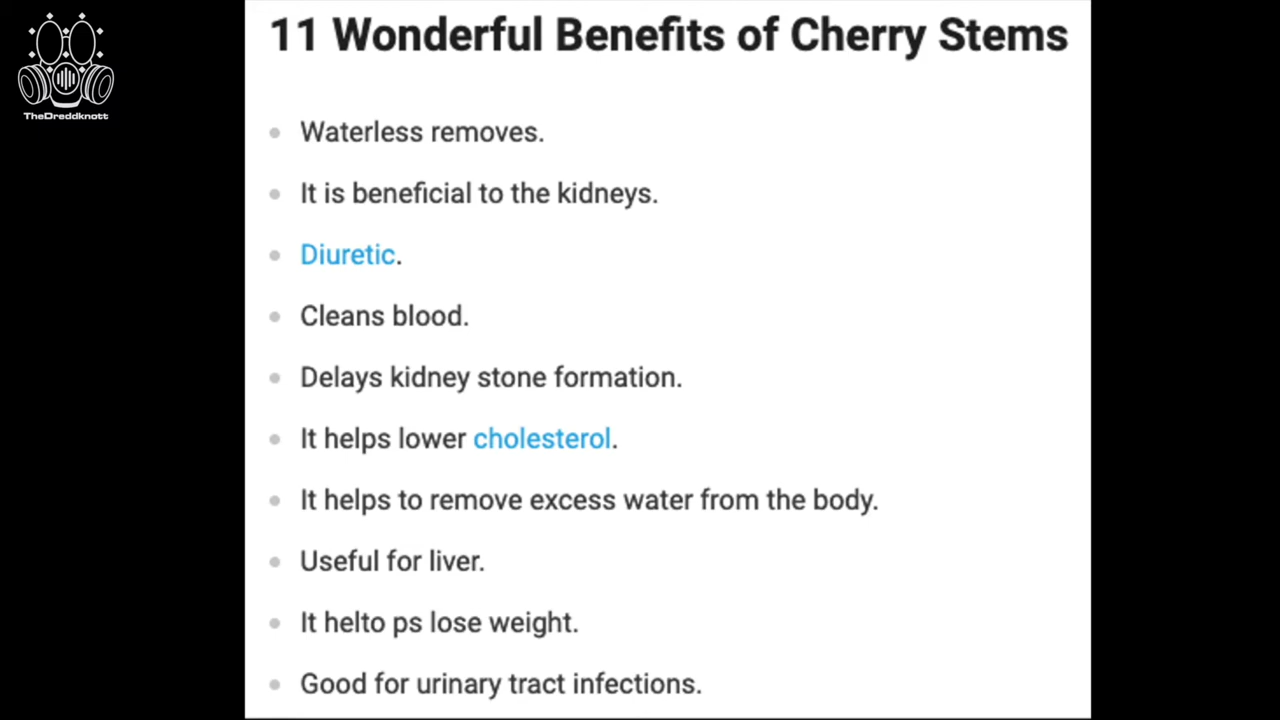 11 Wonderful Benefits of Cherry Stems
TheDreddknott
Waterless removes.
It is beneficial to the kidneys.
Diuretic.
Cleans blood.
Delays kidney stone formation.
It helps lower cholesterol.
It helps to remove excess water from the body.
Useful for liver.
It helto ps lose weight.
Good for urinary tract infections.